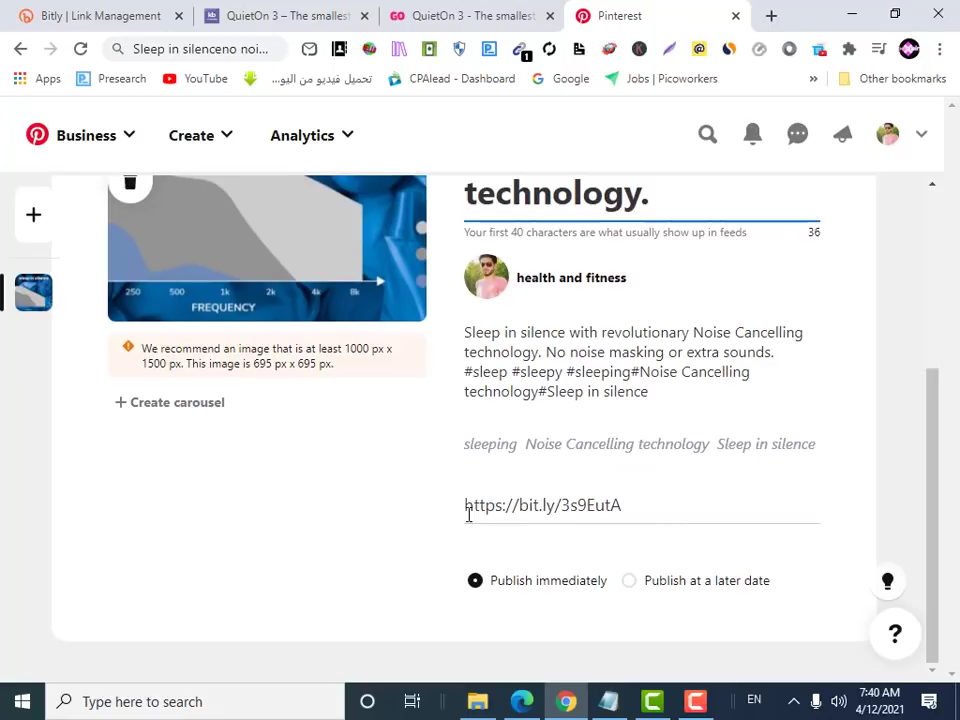 Bitly | Link Management
QuietOn 3 – The smallest
QuietOn 3 - The smallest
Pinterest
Sleep in silenceno noi...
1
Apps
Presearch
YouTube
تحميل فيديو من اليو...
CPAlead - Dashboard
Google
Jobs | Picoworkers
»
Other bookmarks
Business
Create
Analytics
technology.
Your first 40 characters are what usually show up in feeds
36
health and fitness
250 500 1k 2k 4k 8k
FREQUENCY
Sleep in silence with revolutionary Noise Cancelling
technology. No noise masking or extra sounds.
#sleep #sleepy #sleeping#Noise Cancelling
technology#Sleep in silence
We recommend an image that is at least 1000 px x
1500 px. This image is 695 px x 695 px.
+ Create carousel
sleeping Noise Cancelling technology Sleep in silence
https://bit.ly/3s9EutA
Publish immediately
Publish at a later date
?
Type here to search
EN
7:40 AM
4/12/2021